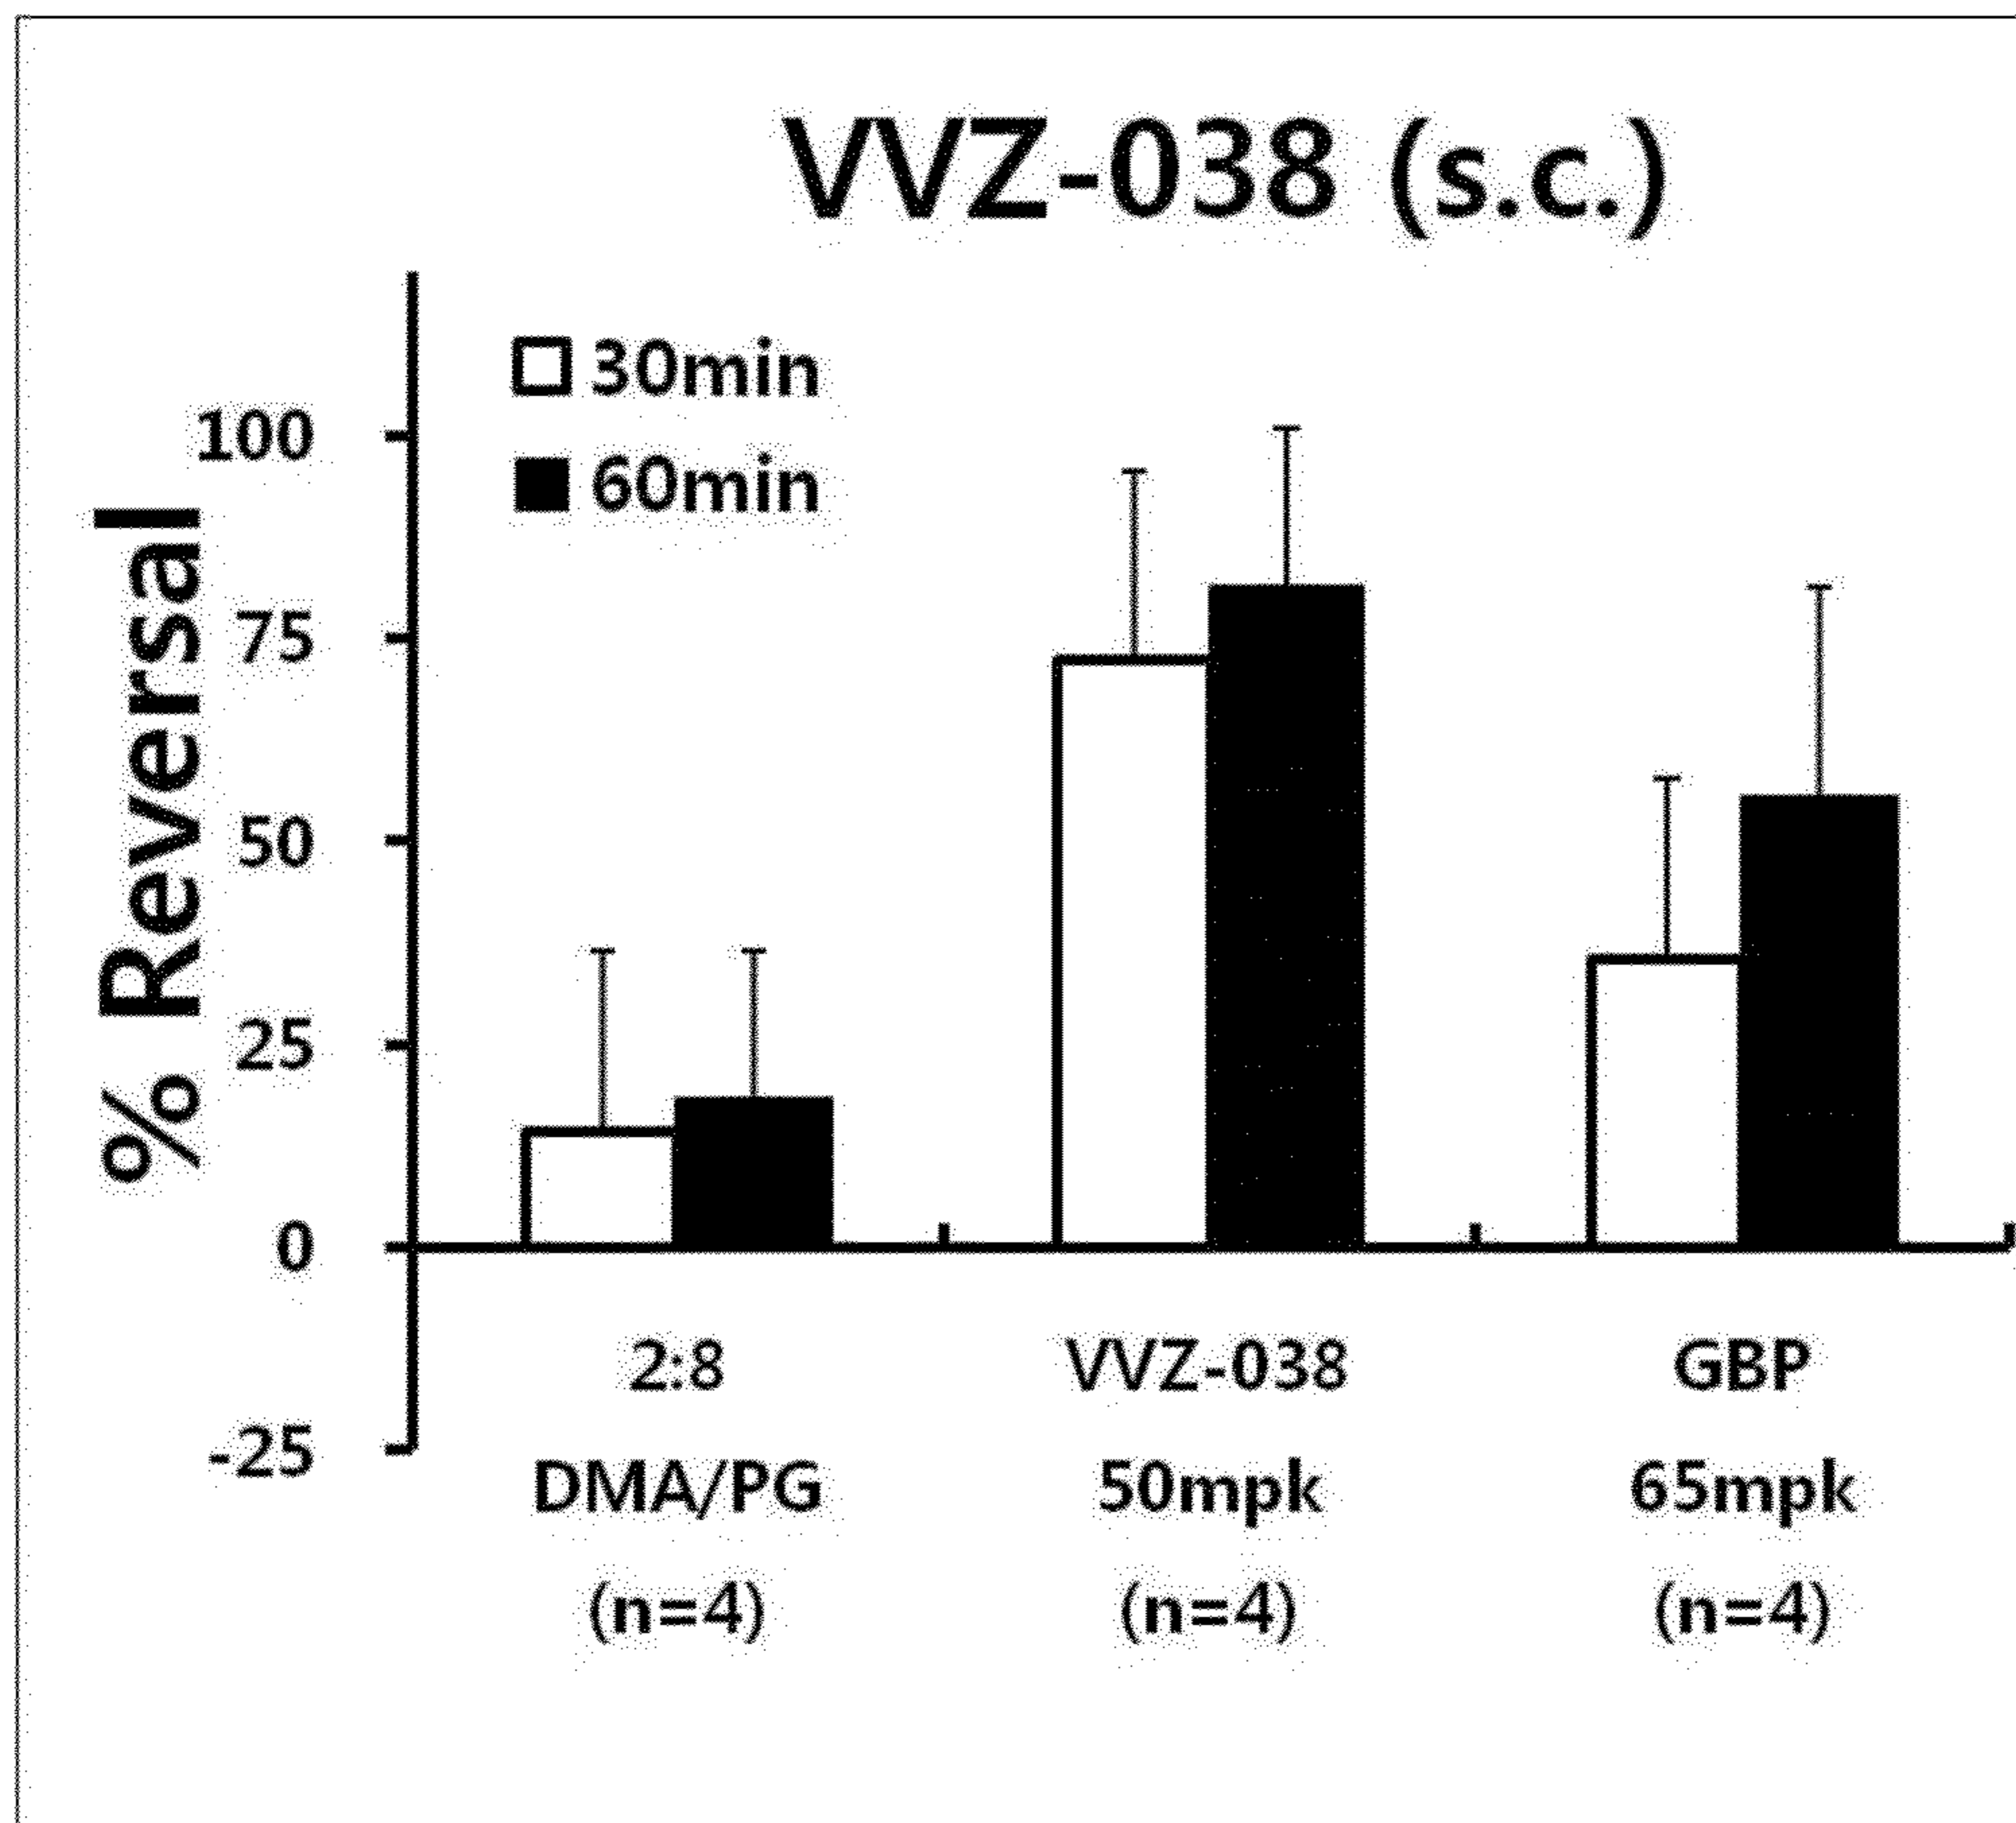 VVZ-038 (s.c.)
30min
60min
% Reversal
100
75
50
25
0
-25
2:8
DMA/PG
(n=4)
VVZ-038
50mpk
(n=4)
GBP
65mpk
(n=4)